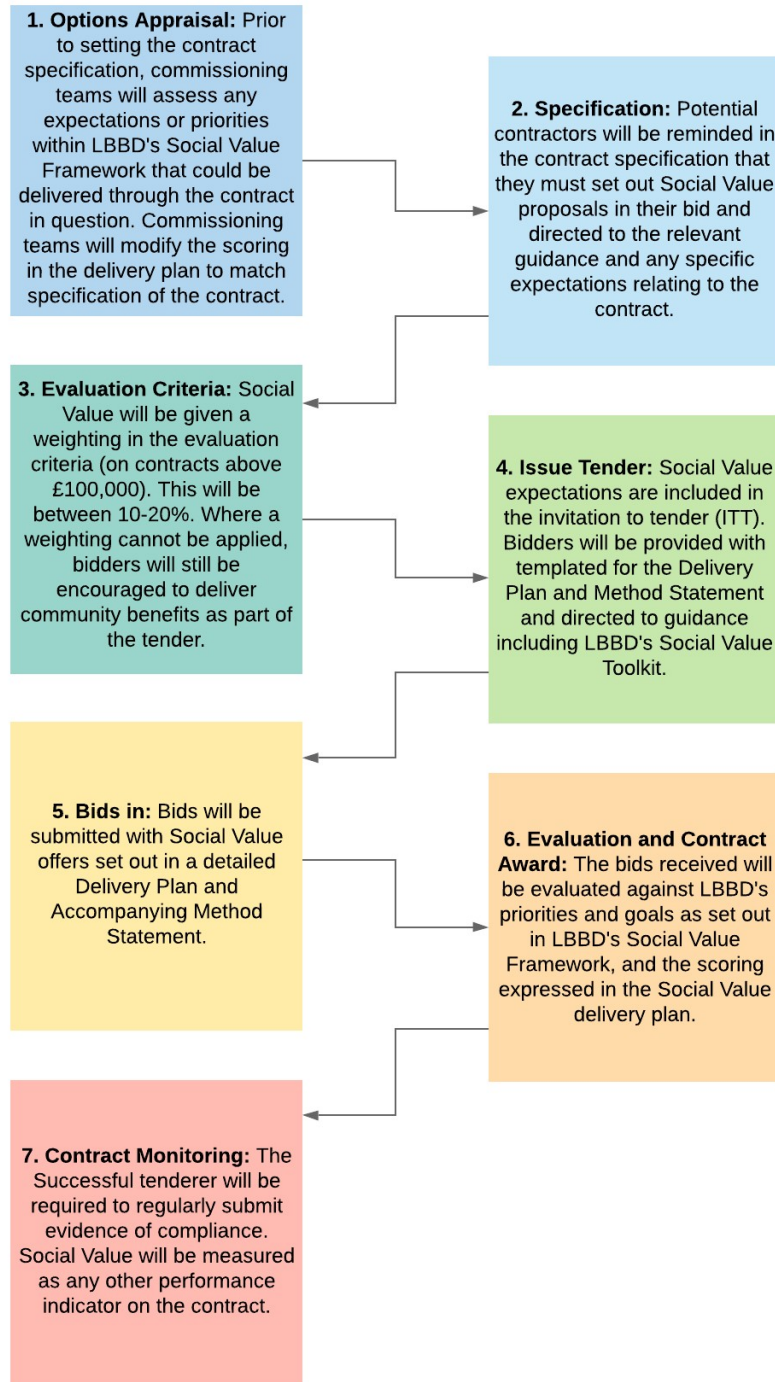 1. Options Appraisal: Prior
to setting the contract
specification, commissioning
teams will assess any
expectations or priorities
within LBBD's Social Value
Framework that could be
delivered through the contract
in question. Commissioning
teams will modify the scoring
in the delivery plan to match
specification of the contract.
2. Specification: Potential
contractors will be reminded in
the contract specification that
they must set out Social Value
proposals in their bid and
directed to the relevant
guidance and any specific
expectations relating to the
contract.
3. Evaluation Criteria: Social
Value will be given a
weighting in the evaluation
criteria (on contracts above
£100,000). This will be
between 10-20%. Where a
weighting cannot be applied,
bidders will still be
encouraged to deliver
community benefits as part of
the tender.
4. Issue Tender: Social Value
expectations are included in
the invitation to tender (ITT).
Bidders will be provided with
templated for the Delivery
Plan and Method Statement
and directed to guidance
including LBBD's Social Value
Toolkit.
5. Bids in: Bids will be
submitted with Social Value
offers set out in a detailed
Delivery Plan and
Accompanying Method
Statement.
6. Evaluation and Contract
Award: The bids received will
be evaluated against LBBD's
priorities and goals as set out
in LBBD's Social Value
Framework, and the scoring
expressed in the Social Value
delivery plan.
7. Contract Monitoring: The
Successful tenderer will be
required to regularly submit
evidence of compliance.
Social Value will be measured
as any other performance
indicator on the contract.